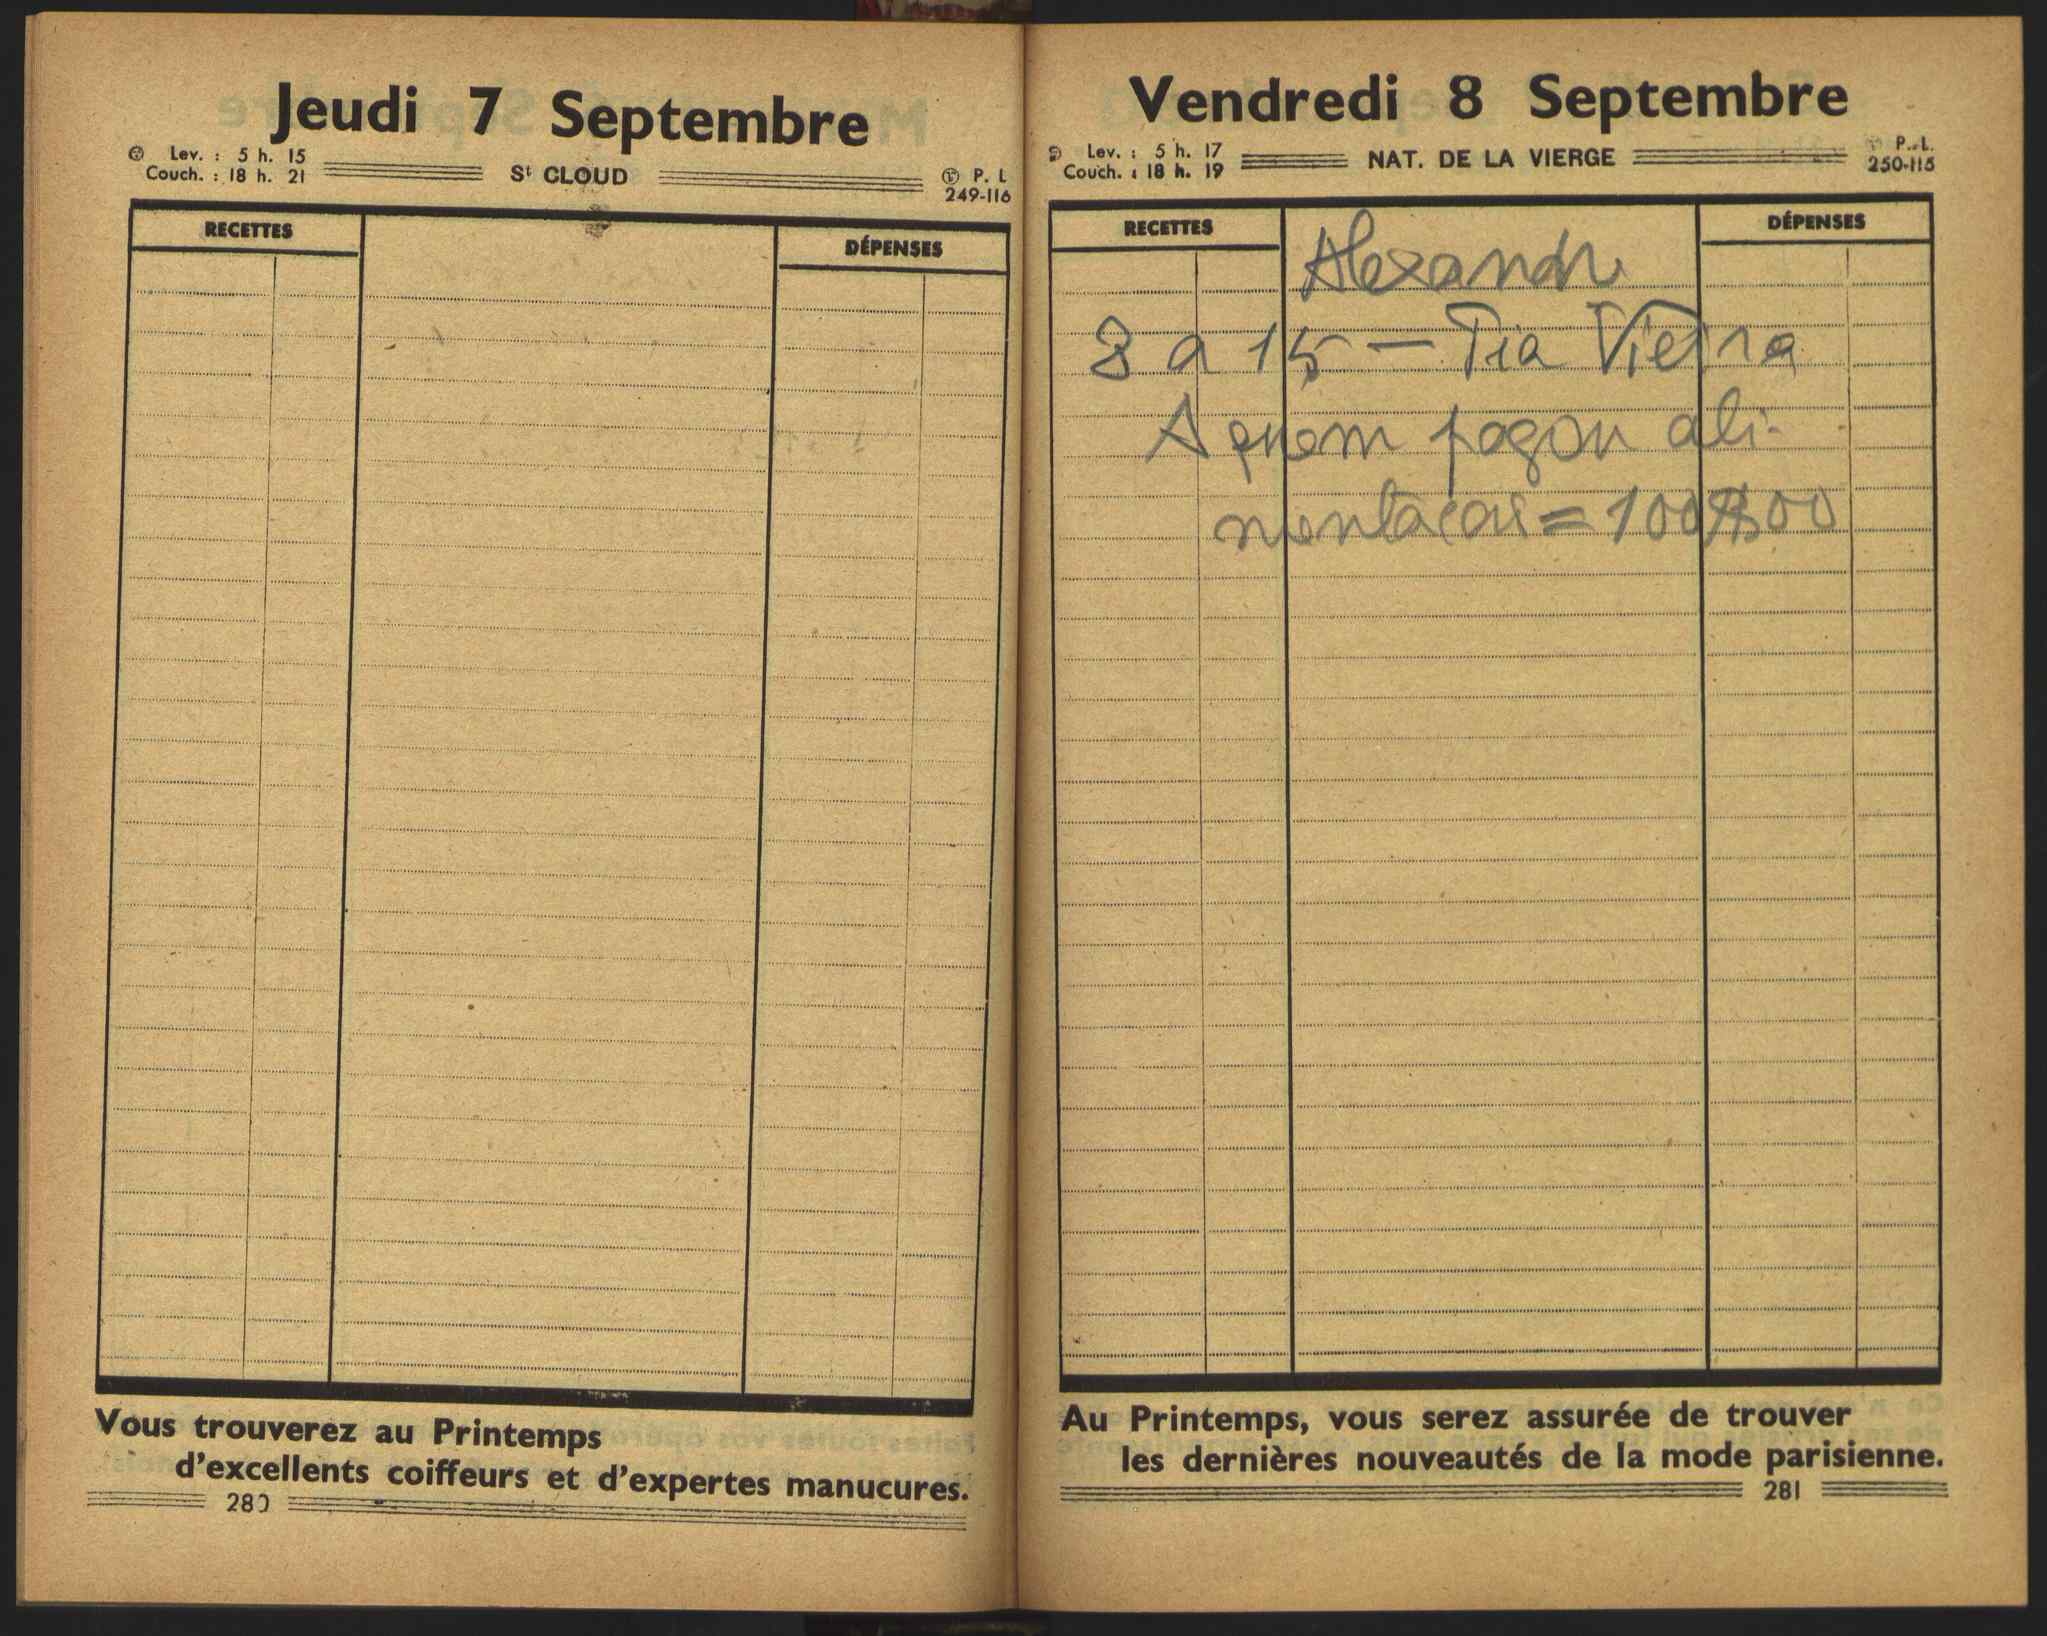 Jeudi 7 Septembre
Lev. : 5 h. 15
Couch. : 18 h. 21
St CLOUD
P. L
249-116
RECETTES
DÉPENSES
Vous trouverez au Printemps
d'excellents coiffeurs et d'expertes manucures.
280
Vendredi 8 Septembre
Lev. : 5 h. 17
Couch. : 18 h. 19
NAT. DE LA VIERGE
P. L.
250-115
RECETTES
DÉPENSES
Alexandre
8 a 15 — Tia Vieira
A quem pagou ali-
mentação = 100$00
Au Printemps, vous serez assurée de trouver
les dernières nouveautés de la mode parisienne.
281